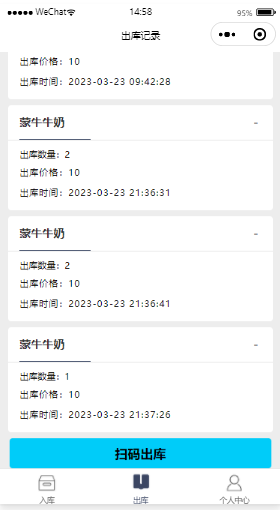 WeChat 14:58 95%
出库记录
出库价格：10
出库时间：2023-03-23 09:42:28
蒙牛牛奶 -
出库数量：2
出库价格：10
出库时间：2023-03-23 21:36:31
蒙牛牛奶 -
出库数量：2
出库价格：10
出库时间：2023-03-23 21:36:41
蒙牛牛奶 -
出库数量：1
出库价格：10
出库时间：2023-03-23 21:37:26
扫码出库
入库 出库 个人中心